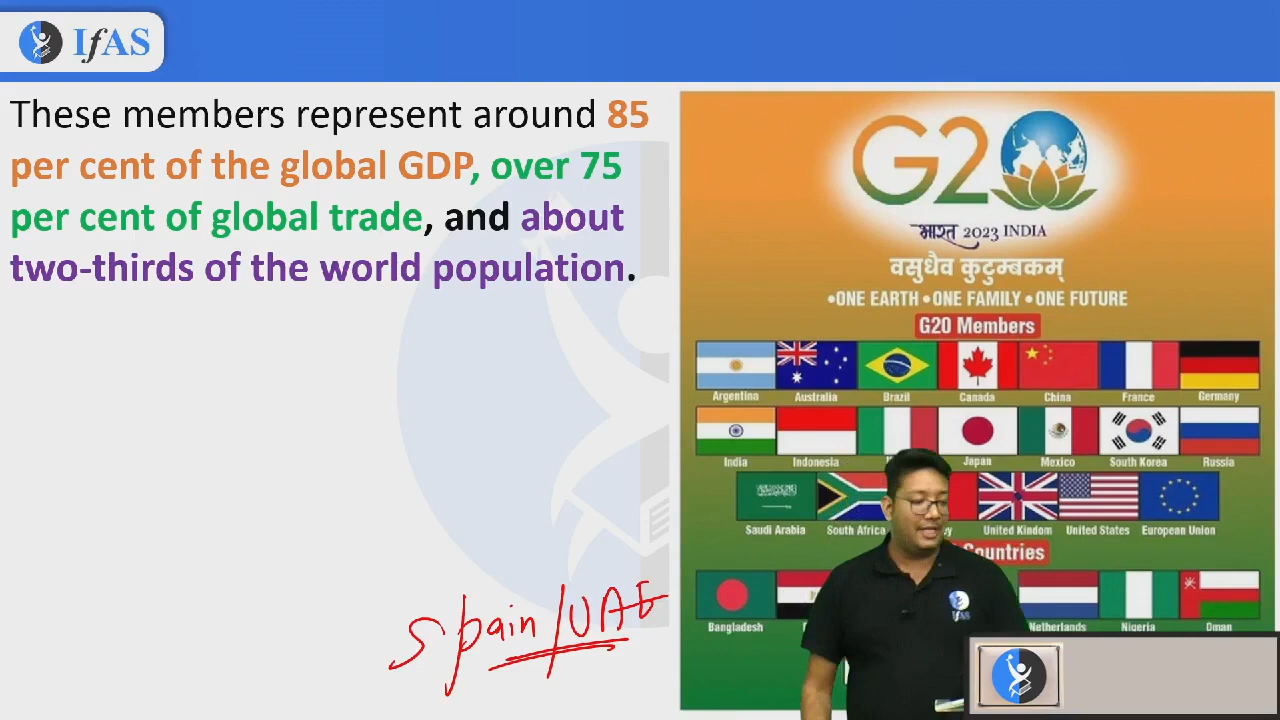 IfAS
These members represent around 85
per cent of the global GDP, over 75
per cent of global trade, and about
two-thirds of the world population.
Spain/UAE
G20
भारत 2023 INDIA
वसुधैव कुटुम्बकम्
•ONE EARTH •ONE FAMILY •ONE FUTURE
G20 Members
Argentina Australia Brazil Canada China France Germany
India Indonesia Japan Mexico South Korea Russia
Saudi Arabia South Africa United Kindom United States European Union
Countries
Bangladesh Netherlands Nigeria Oman
IfAS